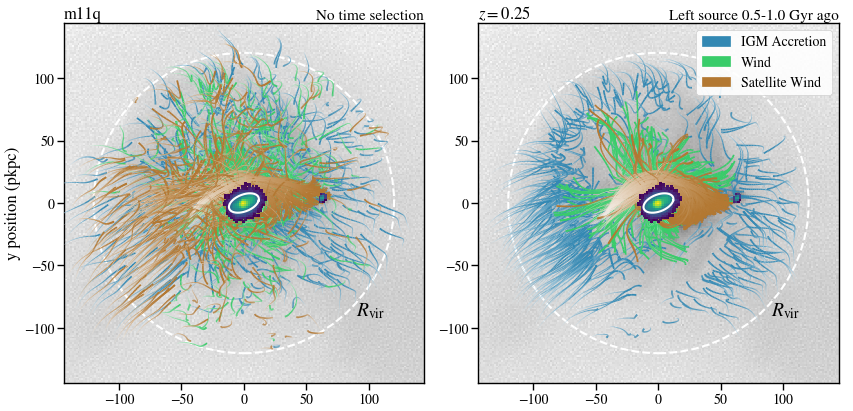 m11q
No time selection
z = 0.25
Left source 0.5-1.0 Gyr ago
IGM Accretion
Wind
Satellite Wind
100
50
0
−50
−100
y position (pkpc)
Rvir
−100
−50
0
50
100
100
50
0
−50
−100
Rvir
−100
−50
0
50
100